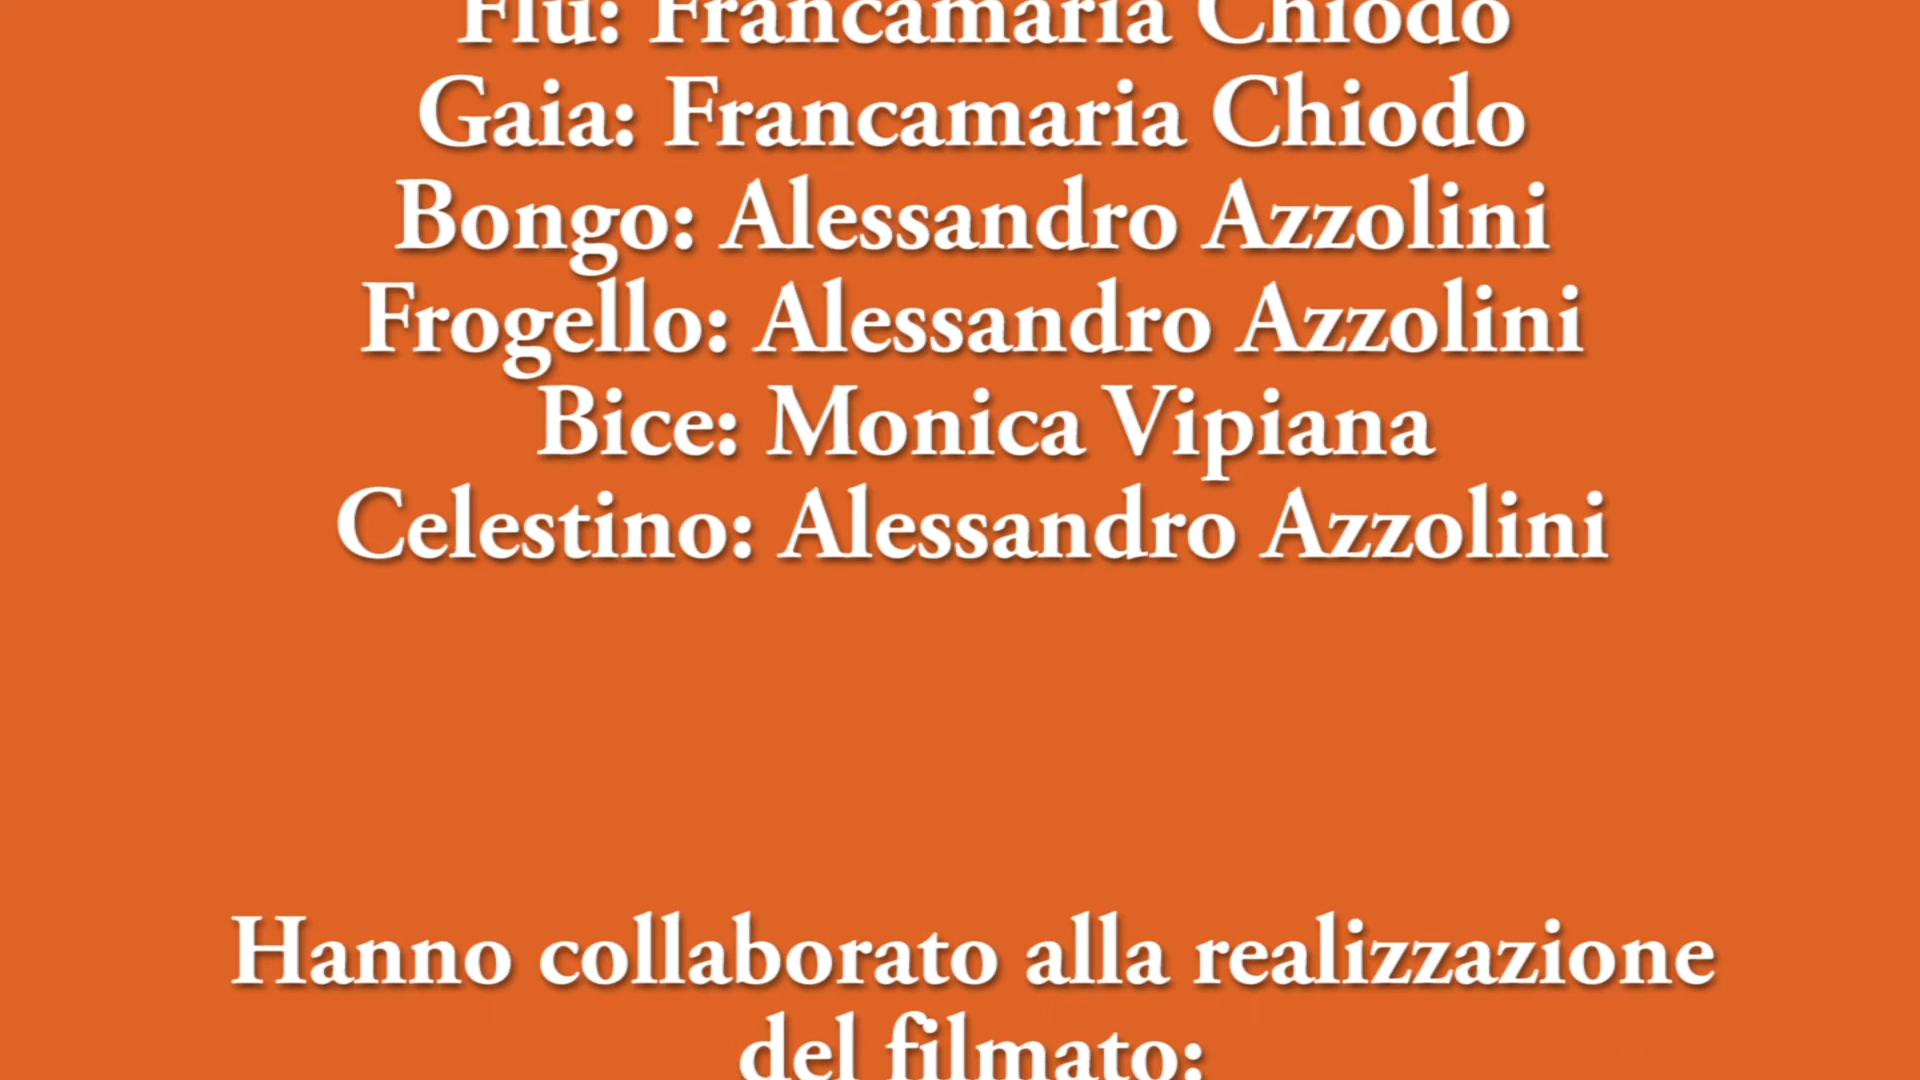 Flu: Francamaria Chiodo
Gaia: Francamaria Chiodo
Bongo: Alessandro Azzolini
Frogello: Alessandro Azzolini
Bice: Monica Vipiana
Celestino: Alessandro Azzolini
Hanno collaborato alla realizzazione
del filmato: